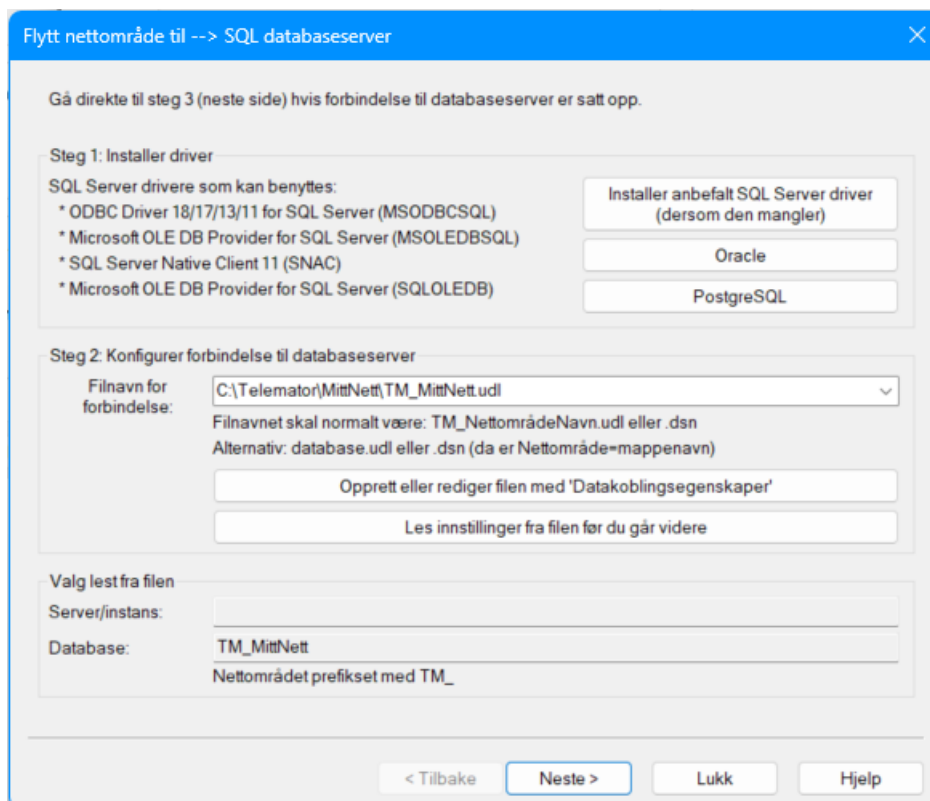 Flytt nettområde til --> SQL databaseserver
Gå direkte til steg 3 (neste side) hvis forbindelse til databaseserver er satt opp.
Steg 1: Installer driver
SQL Server drivere som kan benyttes:
* ODBC Driver 18/17/13/11 for SQL Server (MSODBCSQL)
* Microsoft OLE DB Provider for SQL Server (MSOLEDBSQL)
* SQL Server Native Client 11 (SNAC)
* Microsoft OLE DB Provider for SQL Server (SQLOLEDB)
Installer anbefalt SQL Server driver
(dersom den mangler)
Oracle
PostgreSQL
Steg 2: Konfigurer forbindelse til databaseserver
Filnavn for
forbindelse:
C:\Telemator\MittNett\TM_MittNett.udl
Filnavnet skal normalt være: TM_NettområdeNavn.udl eller .dsn
Alternativ: database.udl eller .dsn (da er Nettområde=mappenavn)
Opprett eller rediger filen med 'Datakoblingsegenskaper'
Les innstillinger fra filen før du går videre
Valg lest fra filen
Server/instans:
Database:
TM_MittNett
Nettområdet prefikset med TM_
< Tilbake
Neste >
Lukk
Hjelp